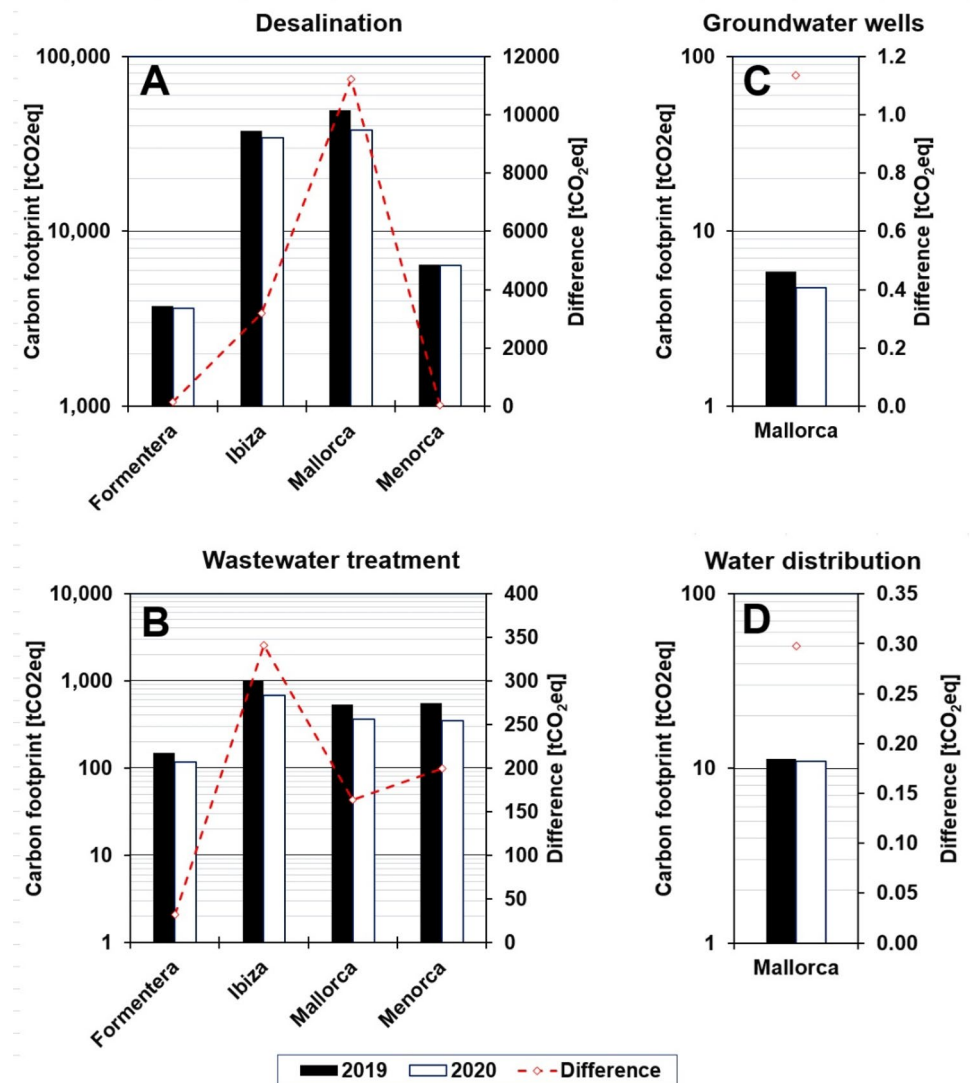 Desalination
A
Carbon footprint [tCO2eq]
100,000
10,000
1,000
12000
10000
8000
6000
4000
2000
0
Difference [tCO₂eq]
Formentera
Ibiza
Mallorca
Menorca
Groundwater wells
C
Carbon footprint [tCO2eq]
100
10
1
1.2
1.0
0.8
0.6
0.4
0.2
0.0
Difference [tCO₂eq]
Mallorca
Wastewater treatment
B
Carbon footprint [tCO2eq]
10,000
1,000
100
10
1
400
350
300
250
200
150
100
50
0
Difference [tCO₂eq]
Formentera
Ibiza
Mallorca
Menorca
Water distribution
D
Carbon footprint [tCO2eq]
100
10
1
0.35
0.30
0.25
0.20
0.15
0.10
0.05
0.00
Difference [tCO₂eq]
Mallorca
2019 2020 Difference